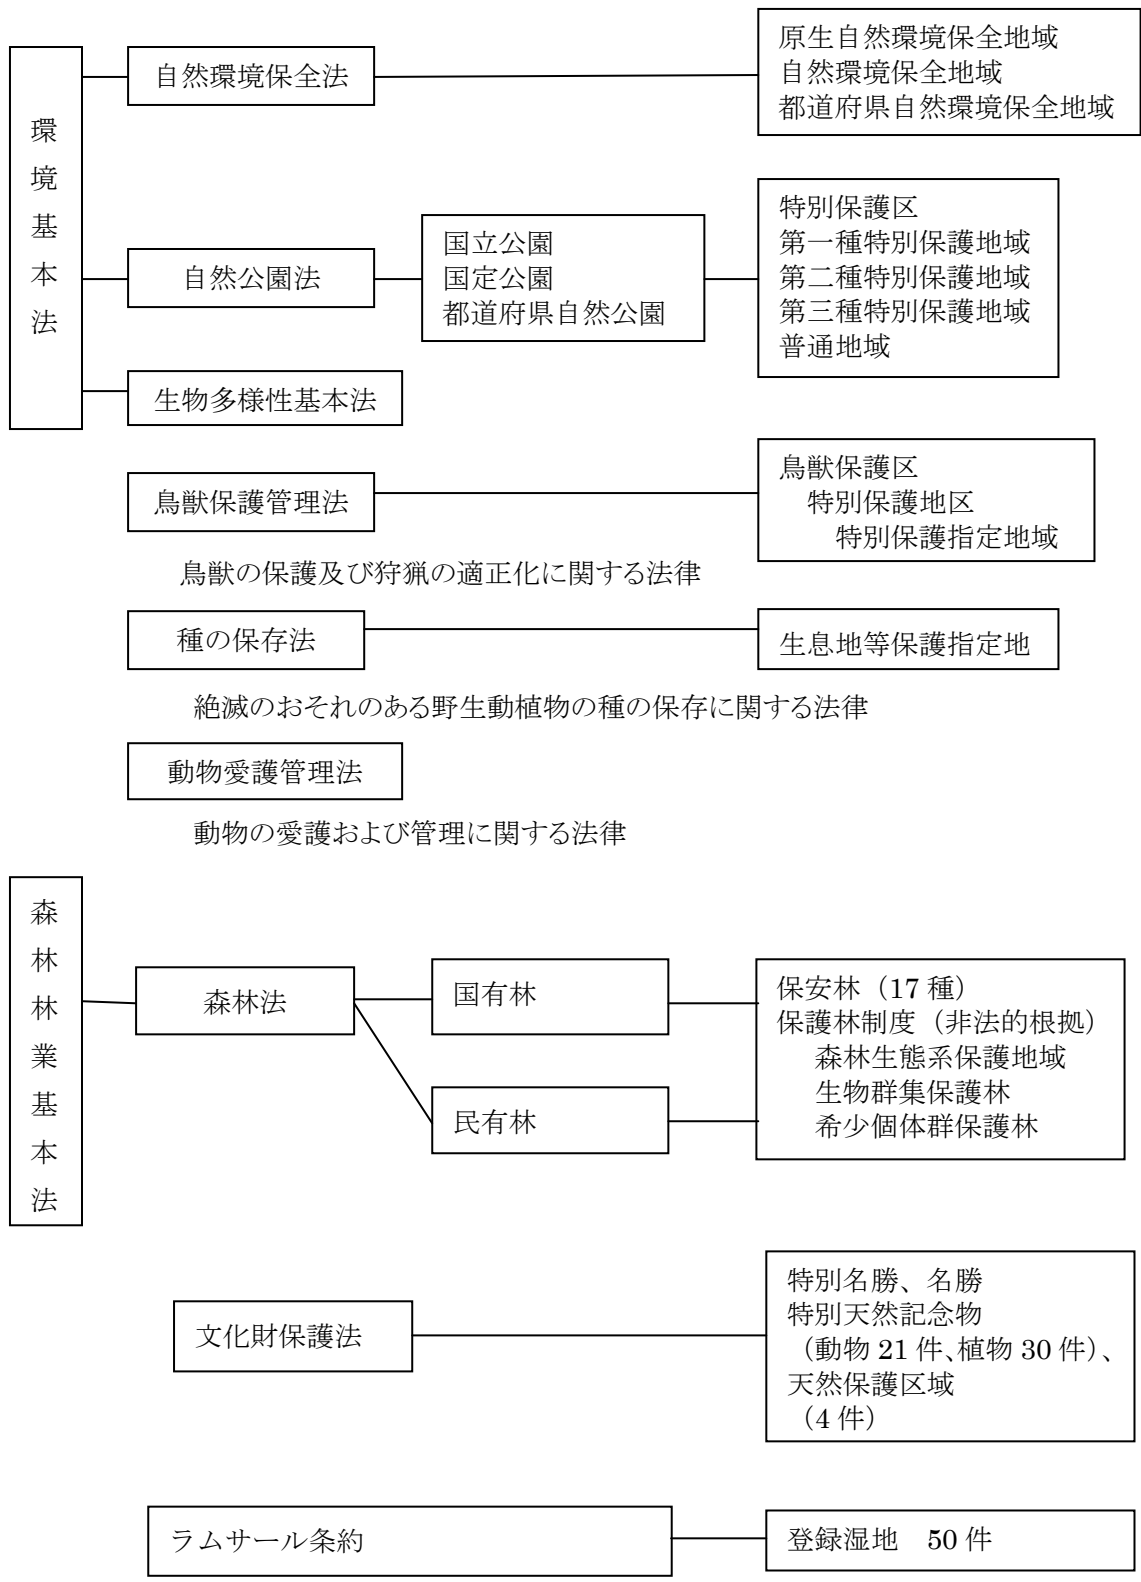 環境基本法
自然環境保全法
原生自然環境保全地域
自然環境保全地域
都道府県自然環境保全地域
自然公園法
国立公園
国定公園
都道府県自然公園
特別保護区
第一種特別保護地域
第二種特別保護地域
第三種特別保護地域
普通地域
生物多様性基本法
鳥獣保護管理法
鳥獣保護区
特別保護地区
特別保護指定地域
鳥獣の保護及び狩猟の適正化に関する法律
種の保存法
生息地等保護指定地
絶滅のおそれのある野生動植物の種の保存に関する法律
動物愛護管理法
動物の愛護および管理に関する法律
森林林業基本法
森林法
国有林
民有林
保安林（17 種）
保護林制度（非法的根拠）
森林生態系保護地域
生物群集保護林
希少個体群保護林
文化財保護法
特別名勝、名勝
特別天然記念物
（動物 21 件、植物 30 件）、
天然保護区域
（4 件）
ラムサール条約
登録湿地　50 件